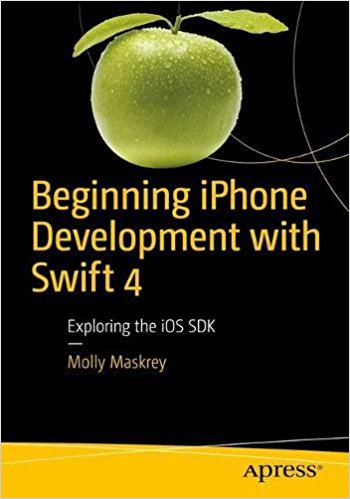 Beginning iPhone
Development with
Swift 4
Exploring the iOS SDK
—
Molly Maskrey
Apress®